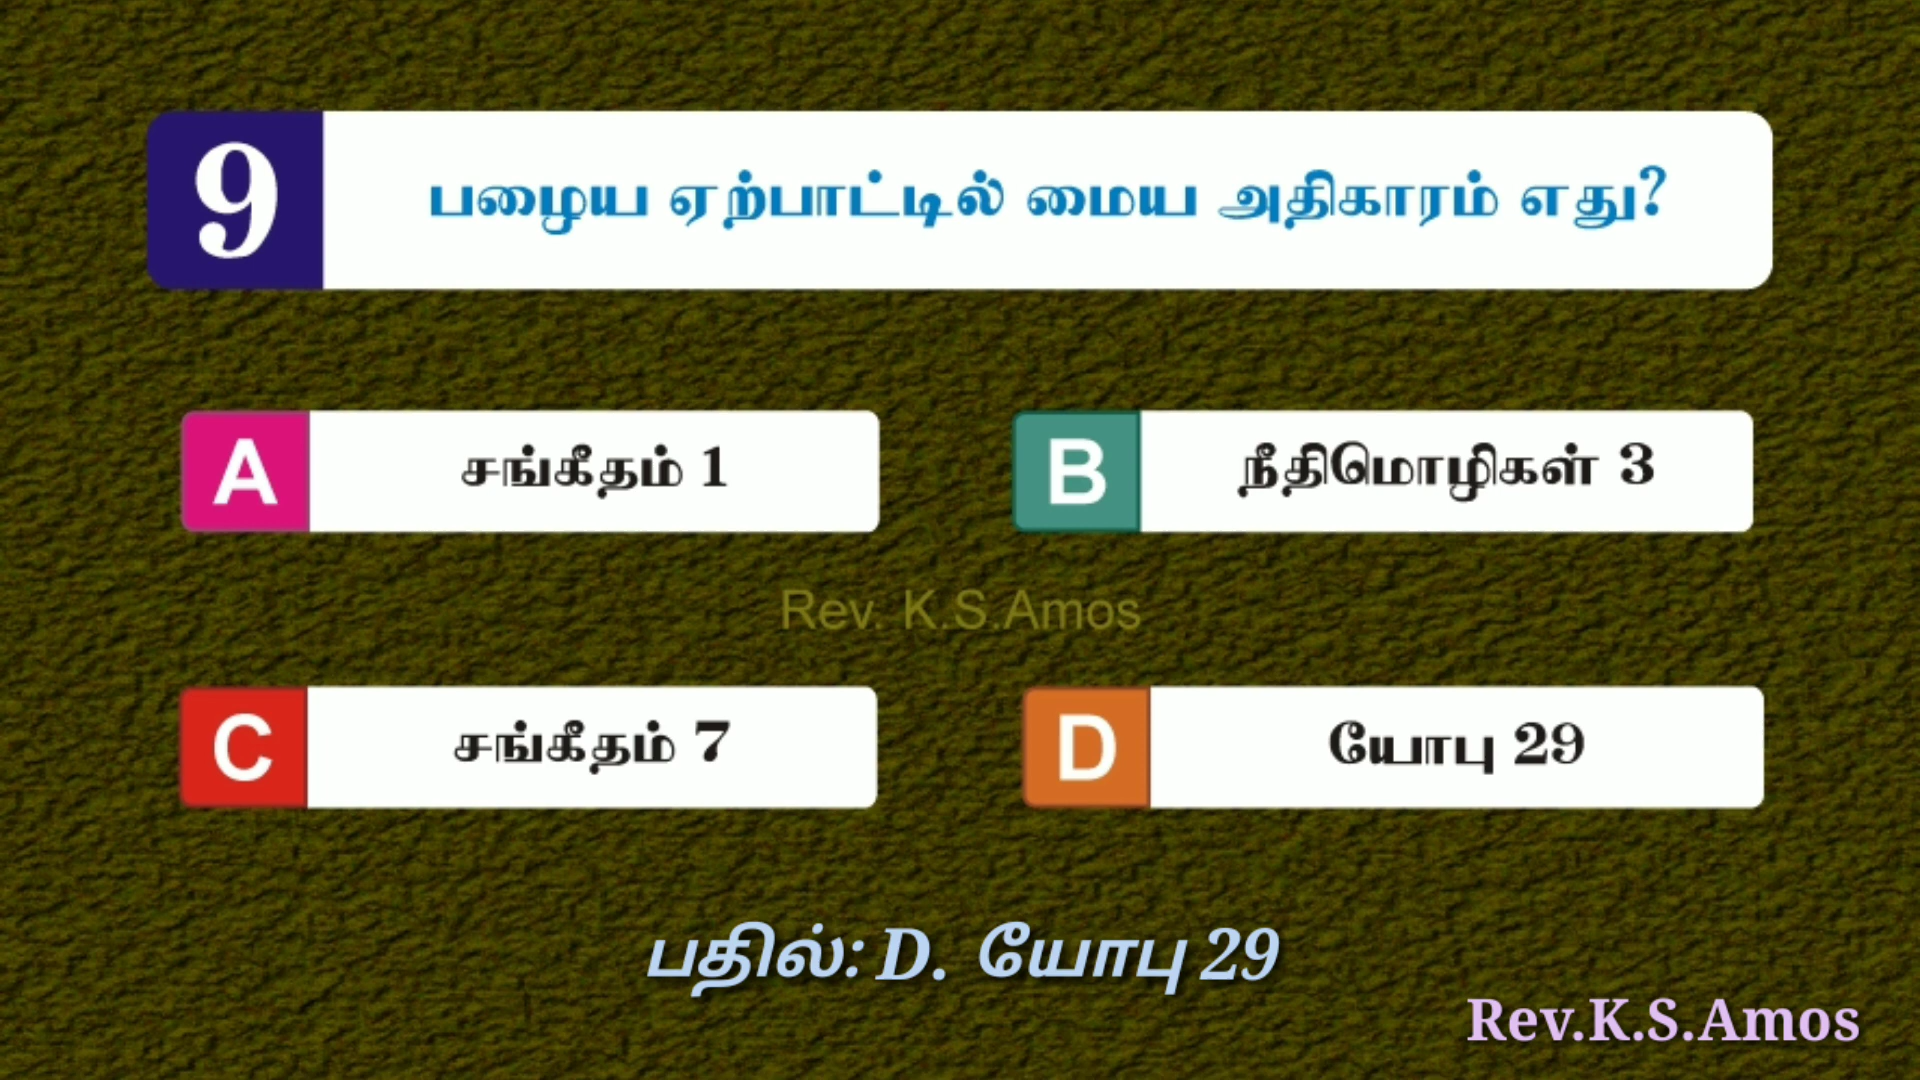 9
பழைய ஏற்பாட்டில் மைய அதிகாரம் எது?
A சங்கீதம் 1
B நீதிமொழிகள் 3
Rev. K.S.Amos
C சங்கீதம் 7
D யோபு 29
பதில்: D. யோபு 29
Rev.K.S.Amos